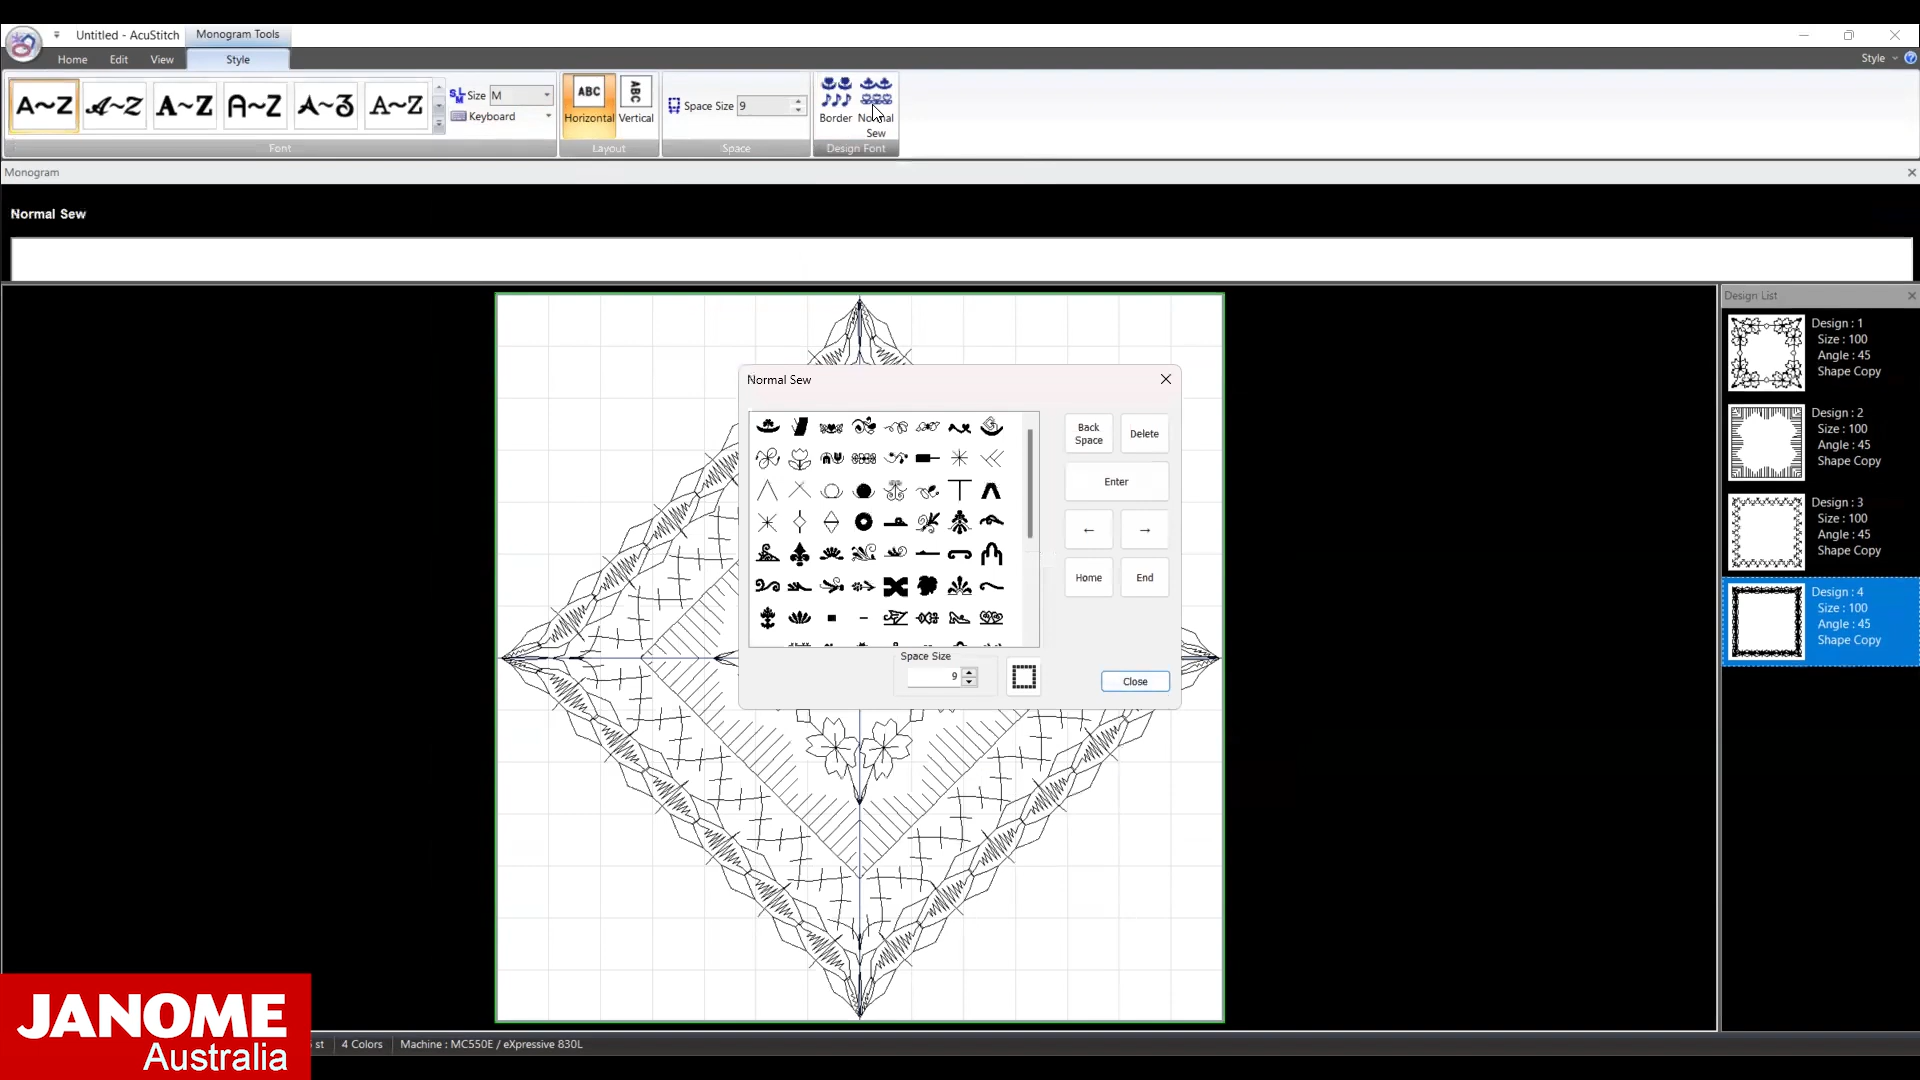 Untitled - AcuStitch
Monogram Tools
Home
Edit
View
Style
Style
A~Z
A~Z
A~Z
A~Z
A~Z
A~Z
Size
M
Keyboard
Font
ABC
Horizontal
ABC
Vertical
Layout
Space Size
9
Space
Border
Normal
Sew
Design Font
Monogram
Normal Sew
Normal Sew
Back
Space
Delete
Enter
←
→
Home
End
Space Size
9
Close
Design List
Design : 1
Size : 100
Angle : 45
Shape Copy
Design : 2
Size : 100
Angle : 45
Shape Copy
Design : 3
Size : 100
Angle : 45
Shape Copy
Design : 4
Size : 100
Angle : 45
Shape Copy
JANOME
Australia
st
4 Colors
Machine : MC550E / eXpressive 830L